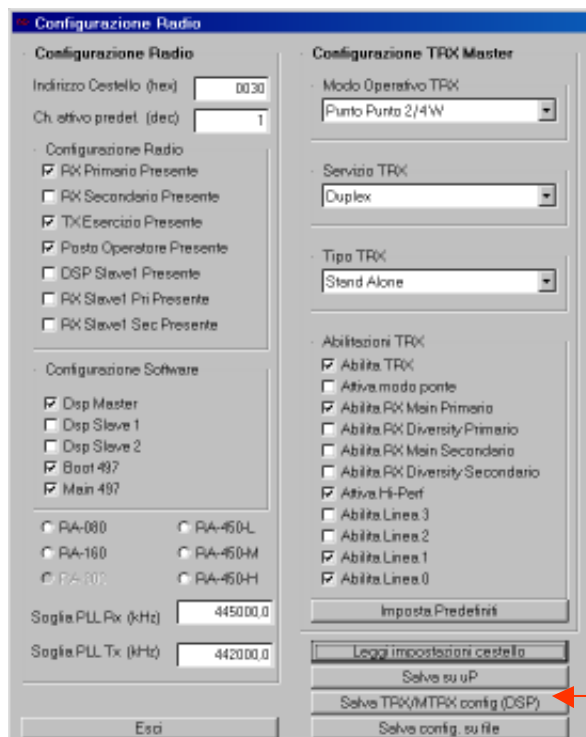 Configurazione Radio
Configurazione Radio
Indirizzo Cestello (hex) 0030
Ch. attivo predet. (dec) 1
Configurazione Radio
RX Primario Presente
RX Secondario Presente
TX Esercizio Presente
Posto Operatore Presente
DSP Slave1 Presente
RX Slave1 Pri Presente
RX Slave1 Sec Presente
Configurazione Software
Dsp Master
Dsp Slave 1
Dsp Slave 2
Boot 497
Main 497
RA-080 RA-450-L
RA-160 RA-450-M
RA-450-H
Soglia PLL Rx (kHz) 445000,0
Soglia PLL Tx (kHz) 442000,0
Esci
Configurazione TRX Master
Modo Operativo TRX
Punto Punto 2/4W
Servizio TRX
Duplex
Tipo TRX
Stand Alone
Abilitazioni TRX
Abilita TRX
Attiva modo ponte
Abilita RX Main Primario
Abilita RX Diversity Primario
Abilita RX Main Secondario
Abilita RX Diversity Secondario
Attiva Hi-Perf
Abilita Linea 3
Abilita Linea 2
Abilita Linea 1
Abilita Linea 0
Imposta Predefiniti
Leggi impostazioni cestello
Salva su uP
Salva TRX/MTRX config (DSP)
Salva config. su file